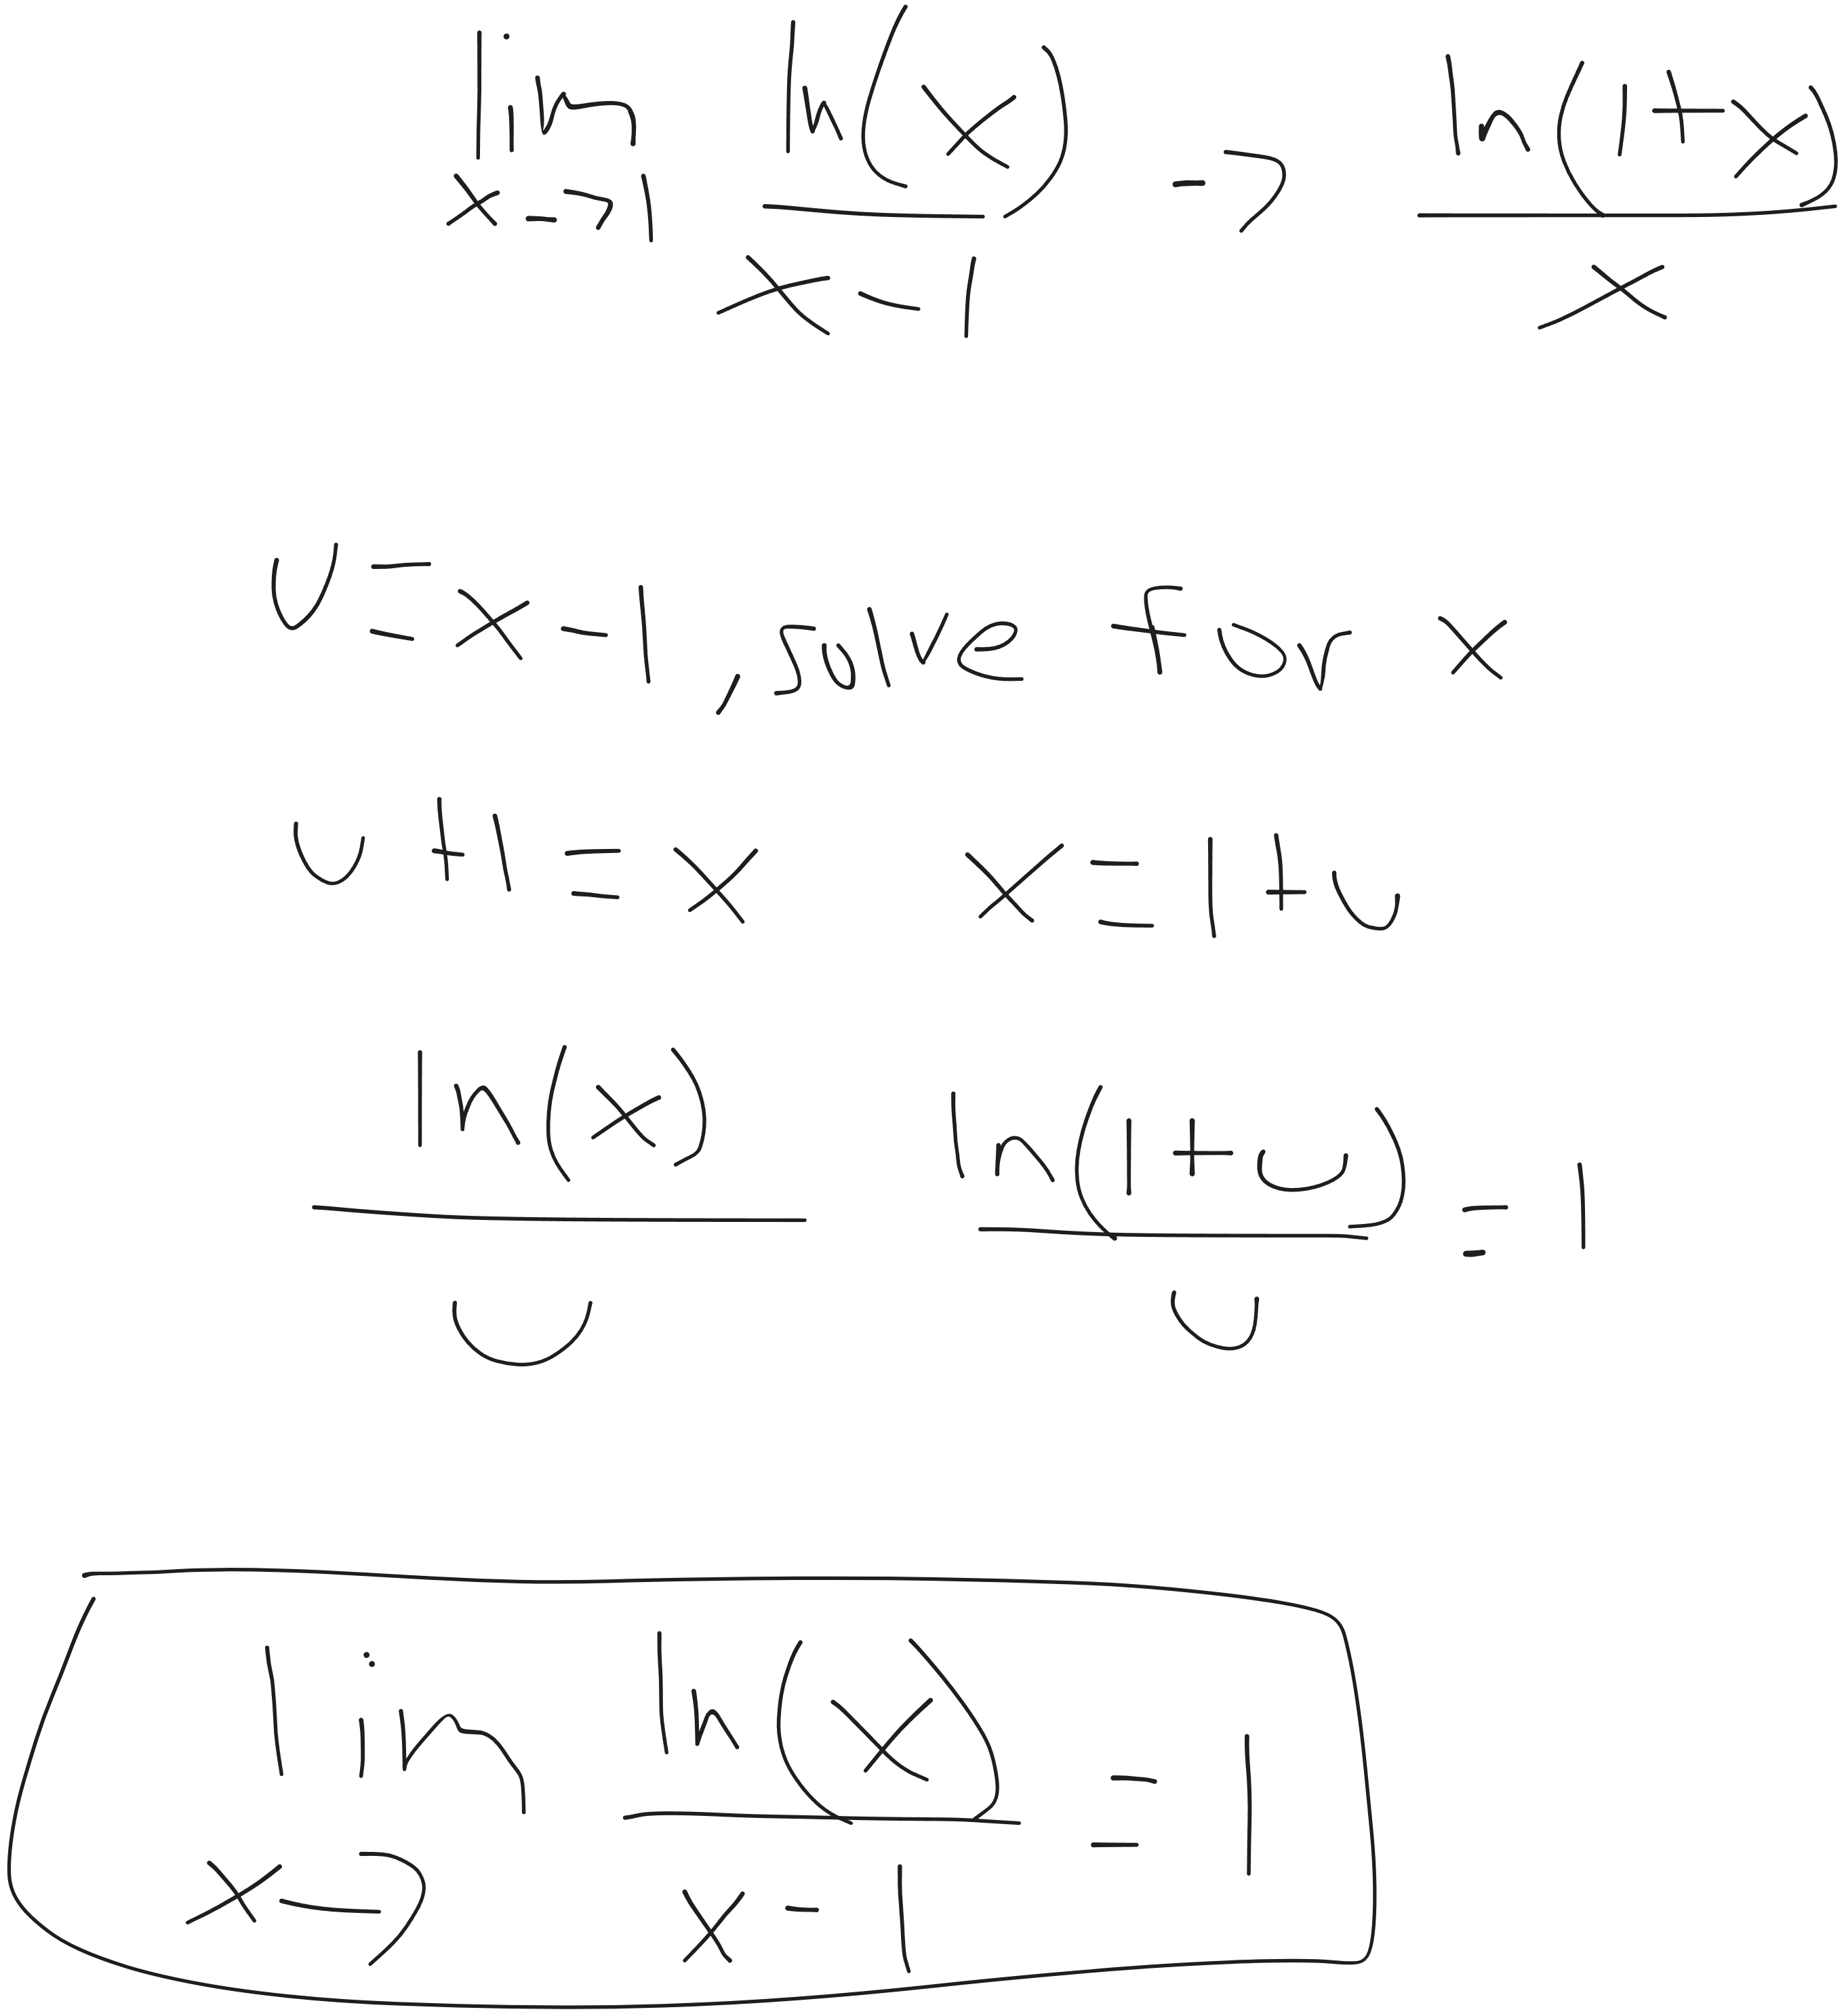 lim ln(x) -> ln(1+x)
x->1 x-1 x
u = x-1, solve for x
u+1 = x x = 1+u
ln(x) ln(1+u) = 1
u u
lim ln(x) = 1
x-> x-1